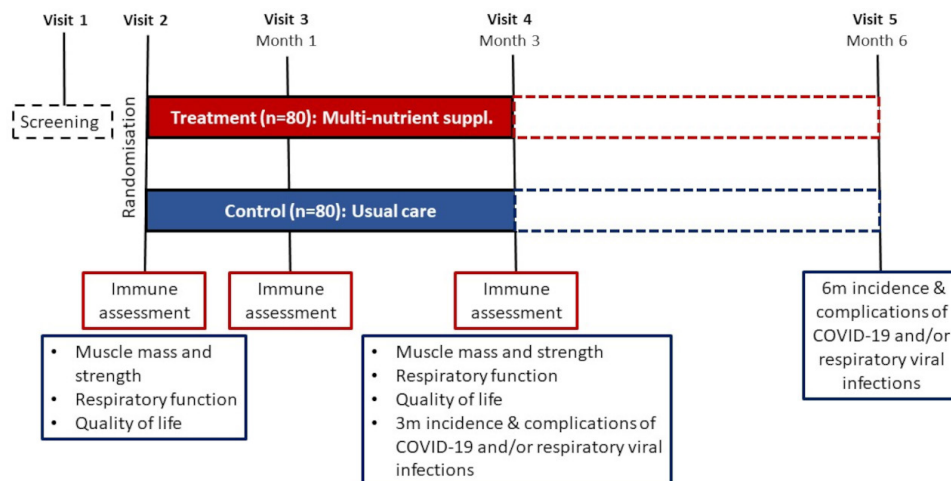 Visit 1
Visit 2
Visit 3
Month 1
Visit 4
Month 3
Visit 5
Month 6
Screening
Randomisation
Treatment (n=80): Multi-nutrient suppl.
Control (n=80): Usual care
Immune
assessment
Immune
assessment
Immune
assessment
6m incidence &
complications of
COVID-19 and/or
respiratory viral
infections
• Muscle mass and
strength
• Respiratory function
• Quality of life
• Muscle mass and strength
• Respiratory function
• Quality of life
• 3m incidence & complications of
COVID-19 and/or respiratory viral
infections